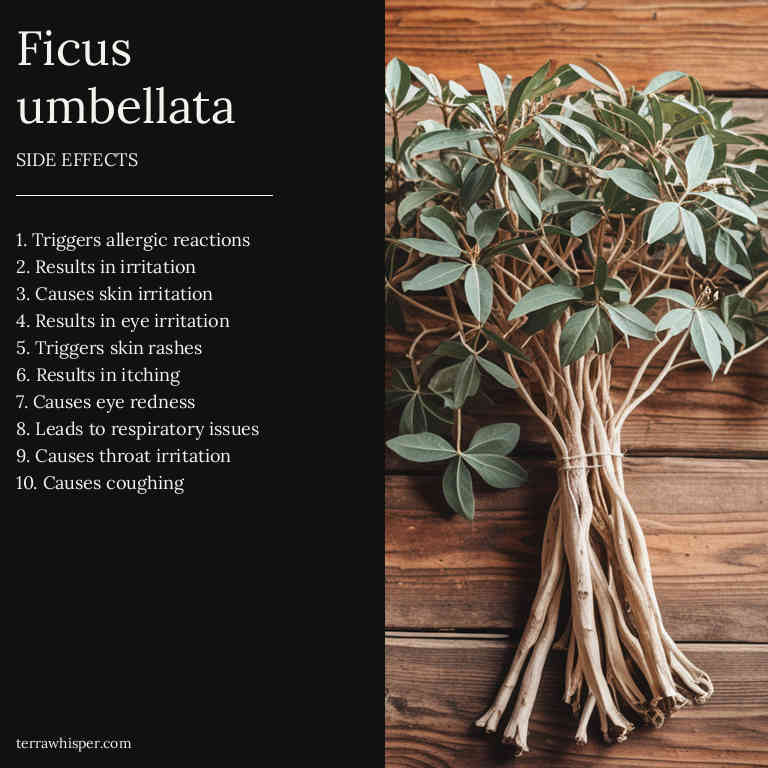 Ficus
umbellata
SIDE EFFECTS
1. Triggers allergic reactions
2. Results in irritation
3. Causes skin irritation
4. Results in eye irritation
5. Triggers skin rashes
6. Results in itching
7. Causes eye redness
8. Leads to respiratory issues
9. Causes throat irritation
10. Causes coughing
terrawhisper.com